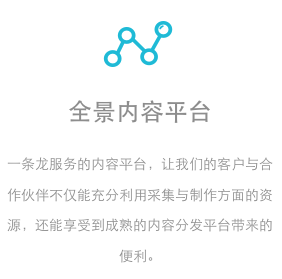 全景内容平台
一条龙服务的内容平台，让我们的客户与合
作伙伴不仅能充分利用采集与制作方面的资
源，还能享受到成熟的内容分发平台带来的
便利。